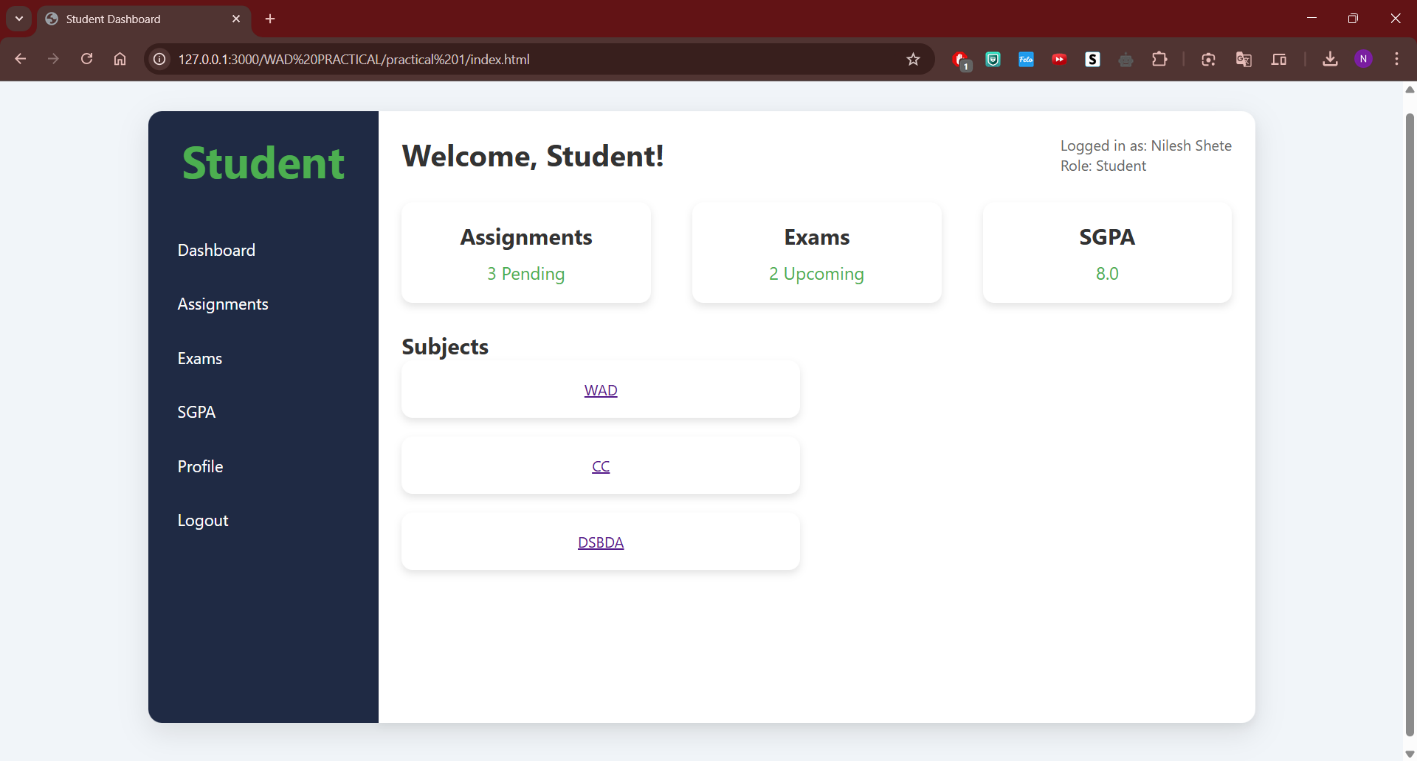 Student Dashboard
127.0.0.1:3000/WAD%20PRACTICAL/practical%201/index.html
1
Felo
S
N
Student
Dashboard
Assignments
Exams
SGPA
Profile
Logout
Welcome, Student!
Logged in as: Nilesh Shete
Role: Student
Assignments
3 Pending
Exams
2 Upcoming
SGPA
8.0
Subjects
WAD
CC
DSBDA